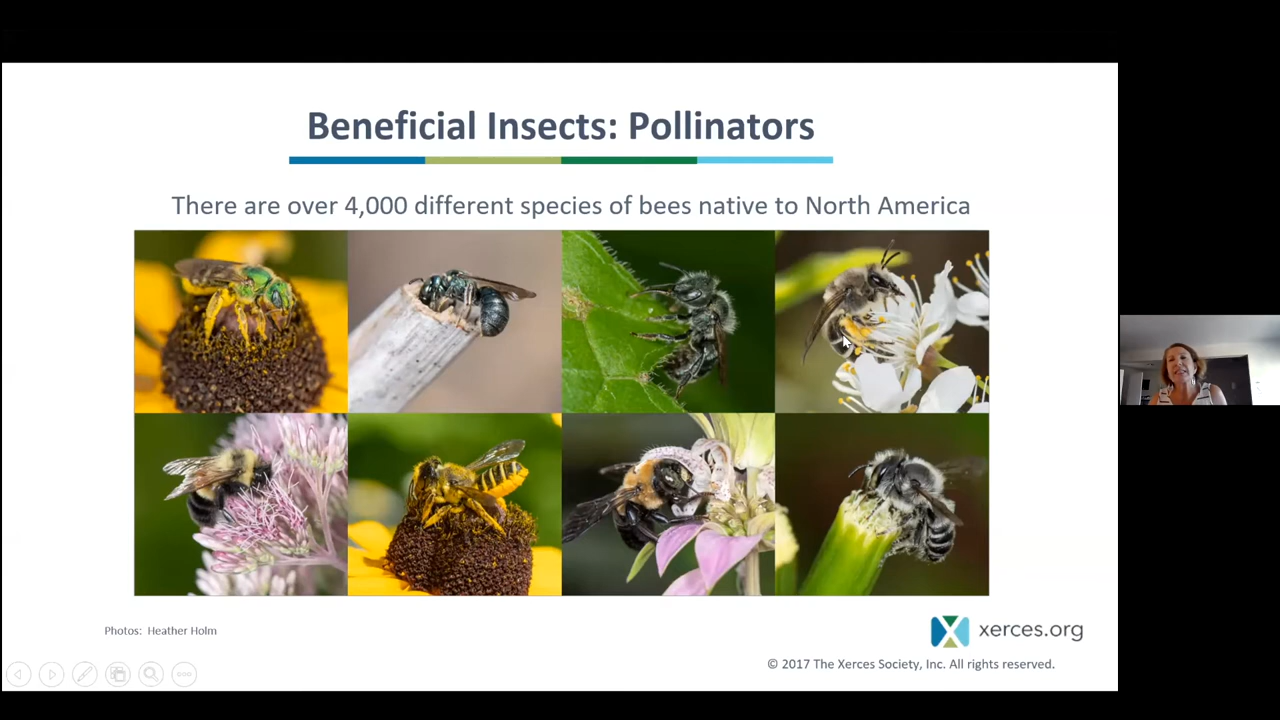 Beneficial Insects: Pollinators
There are over 4,000 different species of bees native to North America
Photos: Heather Holm
xerces.org
© 2017 The Xerces Society, Inc. All rights reserved.